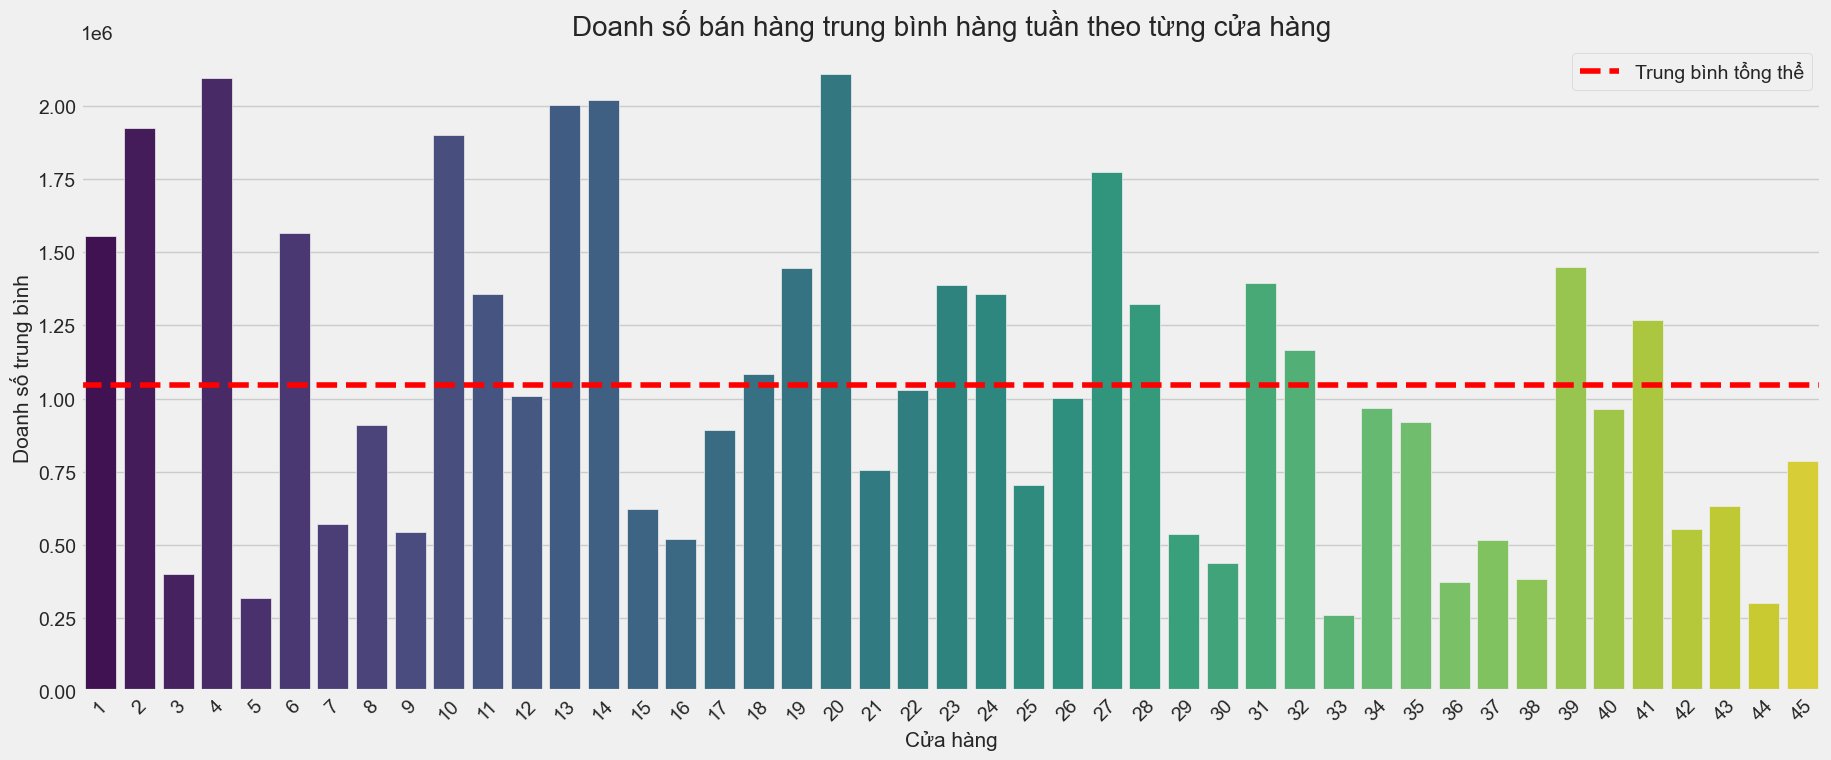 Doanh số bán hàng trung bình hàng tuần theo từng cửa hàng
1e6
Trung bình tổng thể
Doanh số trung bình
2.00
1.75
1.50
1.25
1.00
0.75
0.50
0.25
0.00
1 2 3 4 5 6 7 8 9 10 11 12 13 14 15 16 17 18 19 20 21 22 23 24 25 26 27 28 29 30 31 32 33 34 35 36 37 38 39 40 41 42 43 44 45
Cửa hàng